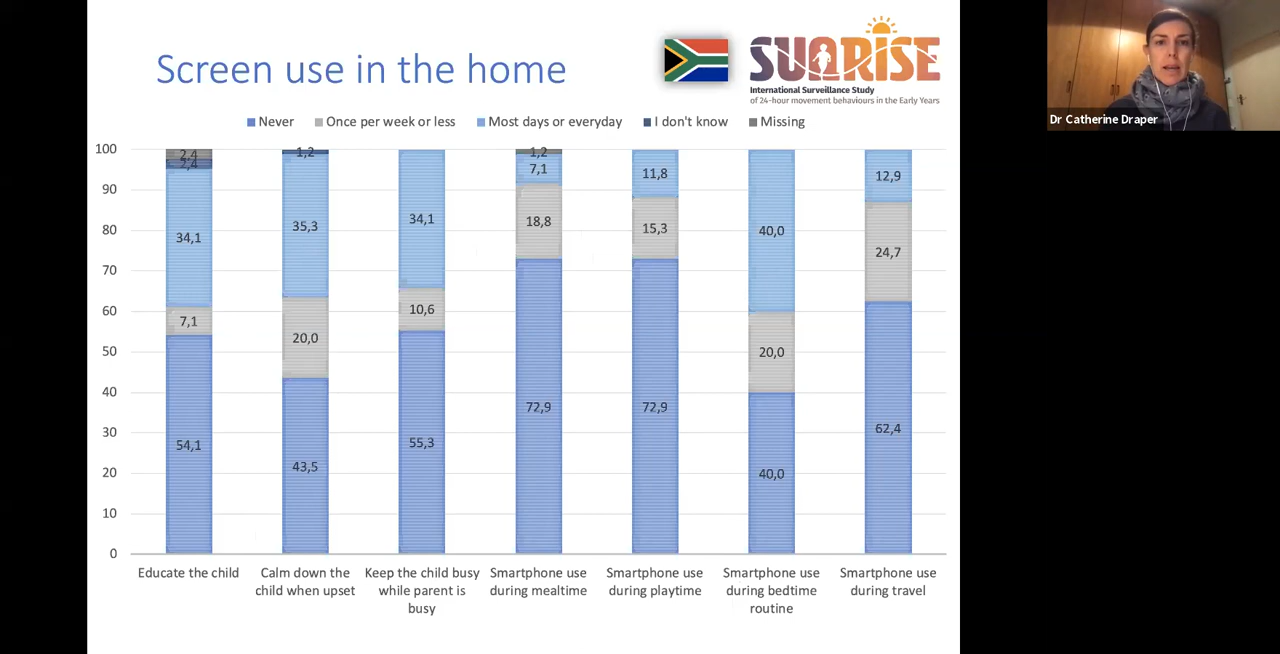 Screen use in the home
SUNRISE
International Surveillance Study
of 24-hour movement behaviours in the Early Years
Dr Catherine Draper
Never Once per week or less Most days or everyday I don't know Missing
100
90
80
70
60
50
40
30
20
10
0
2,4
2,4
34,1
7,1
54,1
1,2
35,3
20,0
43,5
34,1
10,6
55,3
1,2
7,1
18,8
72,9
11,8
15,3
72,9
40,0
20,0
40,0
12,9
24,7
62,4
Educate the child
Calm down the
child when upset
Keep the child busy
while parent is
busy
Smartphone use
during mealtime
Smartphone use
during playtime
Smartphone use
during bedtime
routine
Smartphone use
during travel